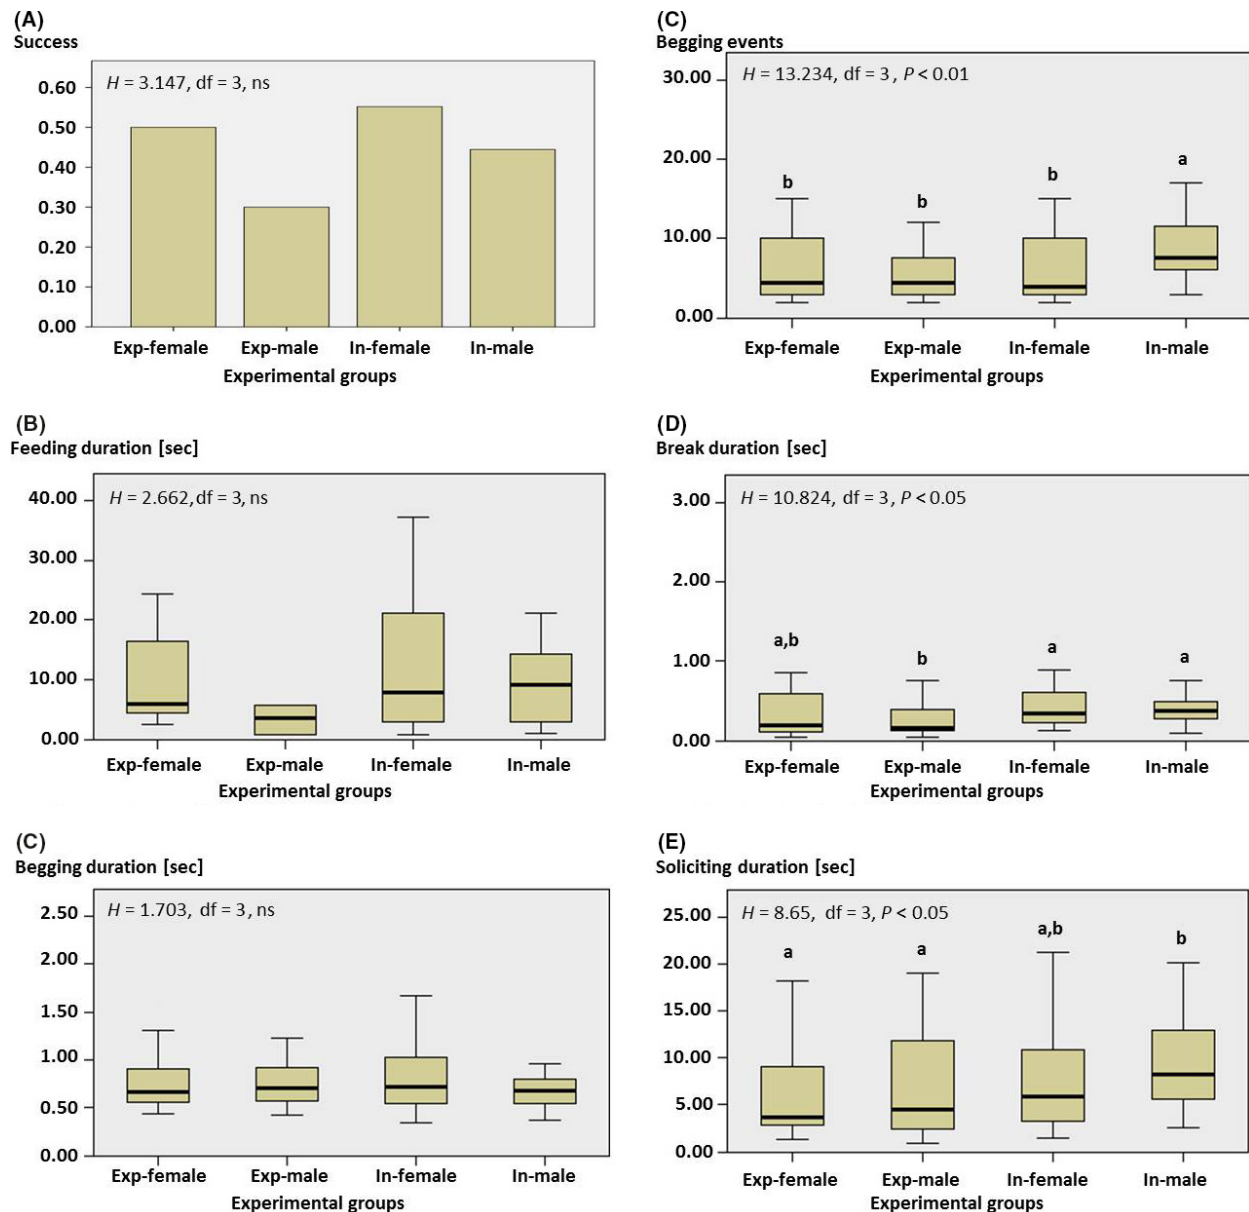 (A)
Success
H = 3.147, df = 3, ns
0.60
0.50
0.40
0.30
0.20
0.10
0.00
Exp-female Exp-male In-female In-male
Experimental groups
(B)
Feeding duration [sec]
H = 2.662, df = 3, ns
40.00
30.00
20.00
10.00
0.00
Exp-female Exp-male In-female In-male
Experimental groups
(C)
Begging duration [sec]
H = 1.703, df = 3, ns
2.50
2.00
1.50
1.00
0.50
0.00
Exp-female Exp-male In-female In-male
Experimental groups
(C)
Begging events
H = 13.234, df = 3, P < 0.01
30.00
20.00
10.00
0.00
b b b a
Exp-female Exp-male In-female In-male
Experimental groups
(D)
Break duration [sec]
H = 10.824, df = 3, P < 0.05
3.00
2.00
1.00
0.00
a,b b a a
Exp-female Exp-male In-female In-male
Experimental groups
(E)
Soliciting duration [sec]
H = 8.65, df = 3, P < 0.05
25.00
20.00
15.00
10.00
5.00
0.00
a a a,b b
Exp-female Exp-male In-female In-male
Experimental groups